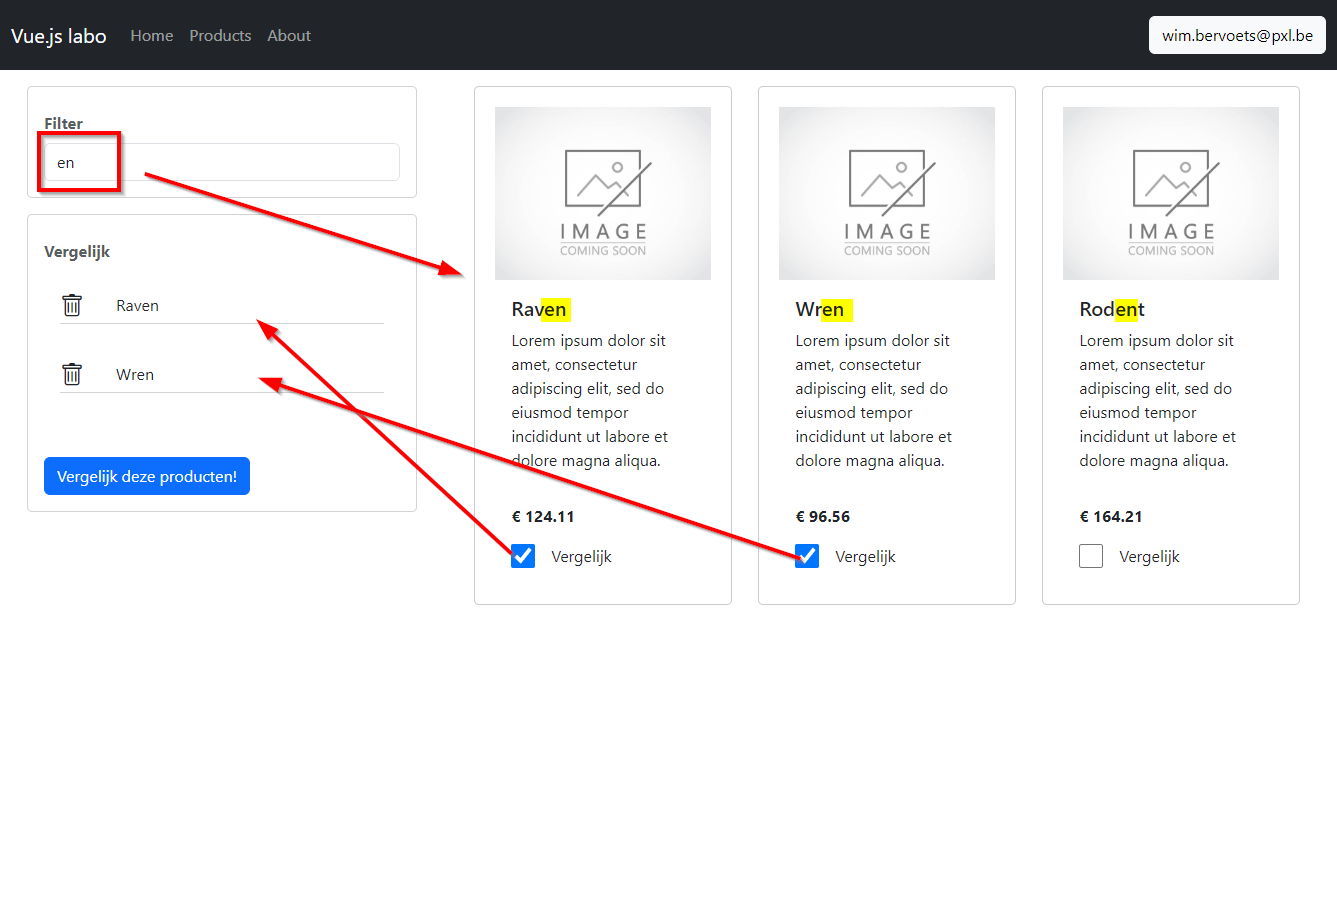 Vue.js labo Home Products About wim.bervoets@pxl.be
Filter
en
Vergelijk
Raven
Wren
Vergelijk deze producten!
IMAGE
COMING SOON
Raven
Lorem ipsum dolor sit
amet, consectetur
adipiscing elit, sed do
eiusmod tempor
incididunt ut labore et
dolore magna aliqua.
€ 124.11
Vergelijk
IMAGE
COMING SOON
Wren
Lorem ipsum dolor sit
amet, consectetur
adipiscing elit, sed do
eiusmod tempor
incididunt ut labore et
dolore magna aliqua.
€ 96.56
Vergelijk
IMAGE
COMING SOON
Rodent
Lorem ipsum dolor sit
amet, consectetur
adipiscing elit, sed do
eiusmod tempor
incididunt ut labore et
dolore magna aliqua.
€ 164.21
Vergelijk